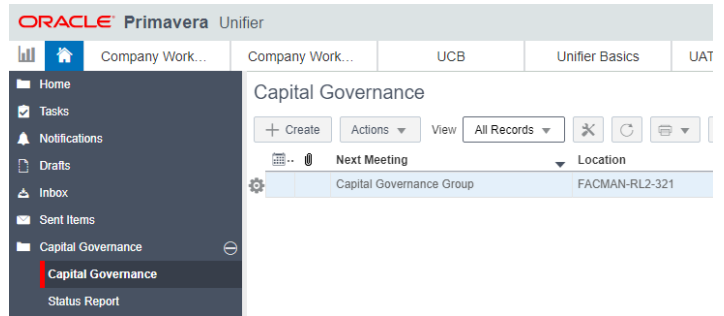 ORACLE Primavera Unifier
Company Work... Company Work... UCB Unifier Basics UAT
Home
Tasks
Notifications
Drafts
Inbox
Sent Items
Capital Governance
Capital Governance
Status Report
Capital Governance
+ Create Actions View All Records
.. Next Meeting Location
Capital Governance Group FACMAN-RL2-321